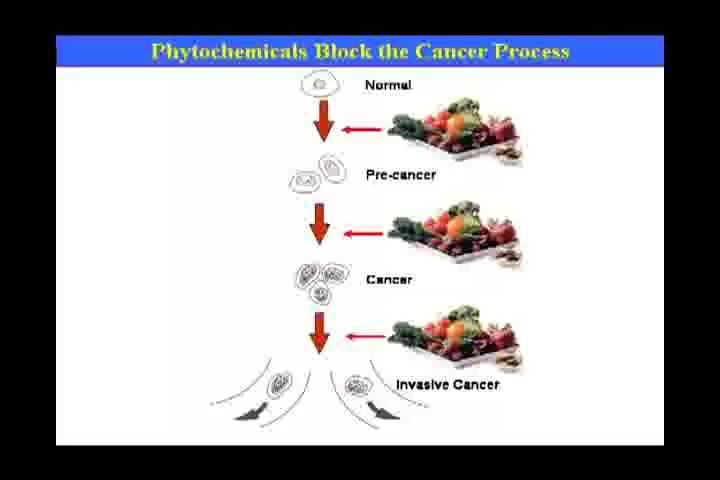 Phytochemicals Block the Cancer Process
Normal
Pre-cancer
Cancer
Invasive Cancer